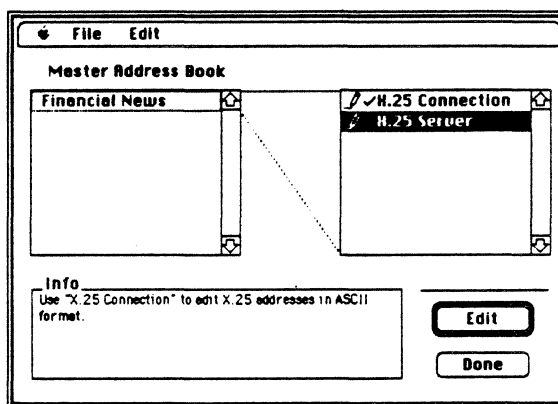 File Edit
Master Address Book
Financial News
✓X.25 Connection
X.25 Server
Info
Use "X.25 Connection" to edit X.25 addresses in ASCII
format.
Edit
Done